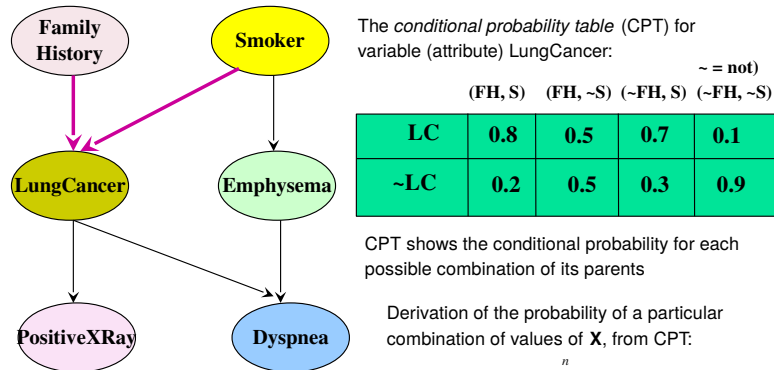 Family
History
Smoker
LungCancer
Emphysema
PositiveXRay
Dyspnea
The conditional probability table (CPT) for
variable (attribute) LungCancer:
~ = not)
(FH, S) (FH, ~S) (~FH, S) (~FH, ~S)
LC 0.8 0.5 0.7 0.1
~LC 0.2 0.5 0.3 0.9
CPT shows the conditional probability for each
possible combination of its parents
Derivation of the probability of a particular
combination of values of X, from CPT:
n